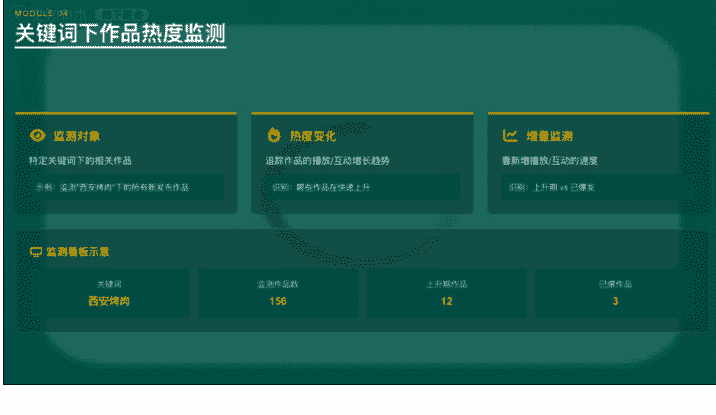 MODULE 04
关键词下作品热度监测
监测对象
特定关键词下的相关作品
示例：监测"西安烤肉"下的所有新发布作品
热度变化
追踪作品的播放/互动增长趋势
识别：哪些作品在快速上升
增量监测
看新增播放/互动的速度
识别：上升期 vs 已爆发
监测看板示意
关键词
西安烤肉
监测作品数
156
上升期作品
12
已爆作品
3